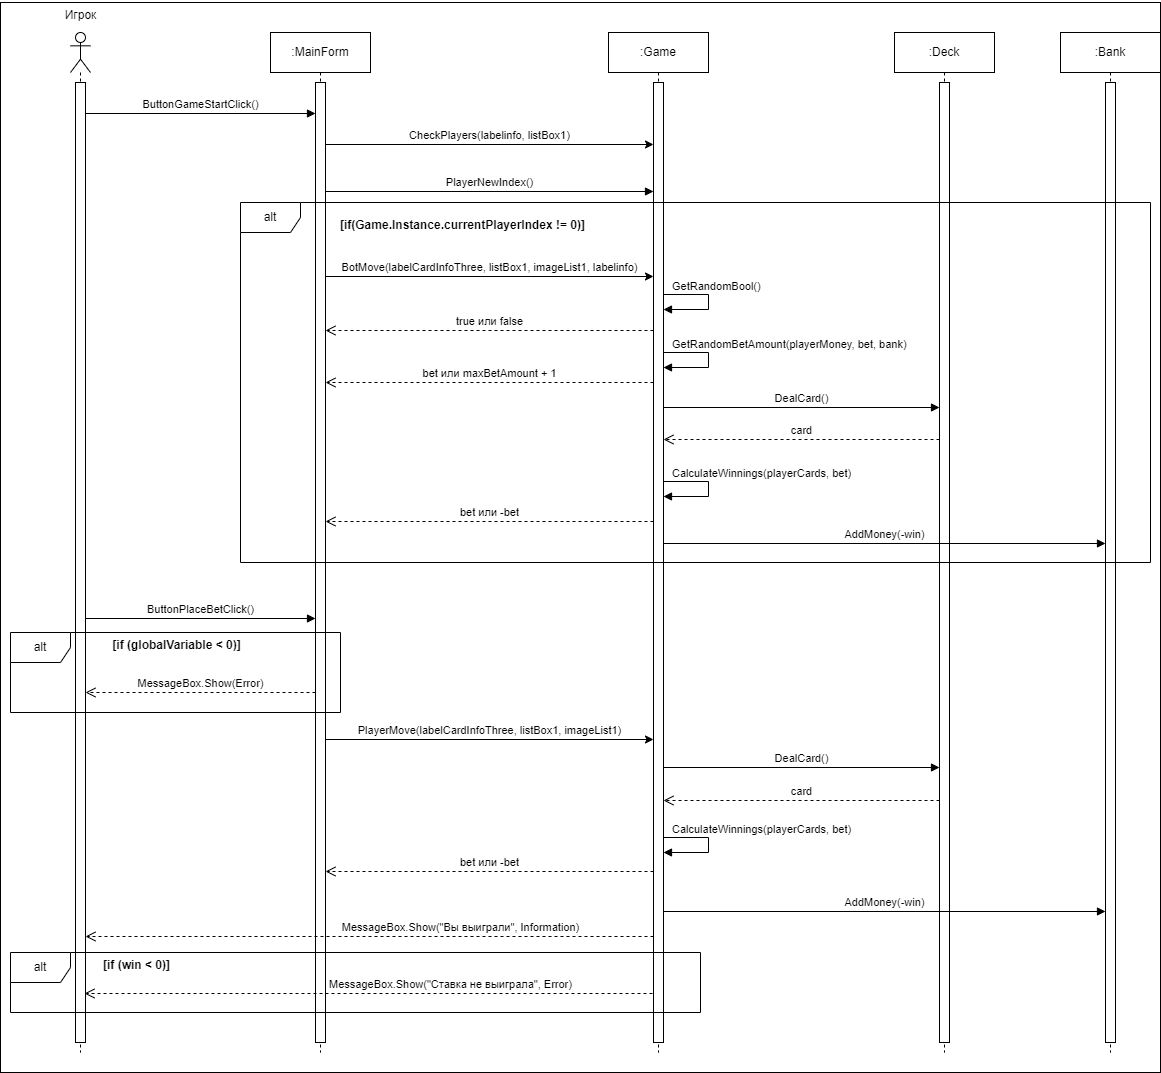 Игрок
:MainForm
:Game
:Deck
:Bank
ButtonGameStartClick()
CheckPlayers(labelinfo, listBox1)
PlayerNewIndex()
alt
[if(Game.Instance.currentPlayerIndex != 0)]
BotMove(labelCardInfoThree, listBox1, imageList1, labelinfo)
GetRandomBool()
true или false
GetRandomBetAmount(playerMoney, bet, bank)
bet или maxBetAmount + 1
DealCard()
card
CalculateWinnings(playerCards, bet)
bet или -bet
AddMoney(-win)
ButtonPlaceBetClick()
alt
[if (globalVariable < 0)]
MessageBox.Show(Error)
PlayerMove(labelCardInfoThree, listBox1, imageList1)
DealCard()
card
CalculateWinnings(playerCards, bet)
bet или -bet
AddMoney(-win)
MessageBox.Show("Вы выиграли", Information)
alt
[if (win < 0)]
MessageBox.Show("Ставка не выиграла", Error)